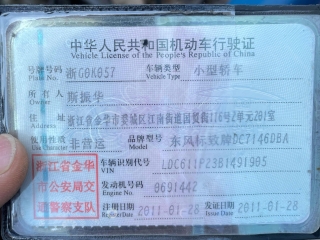 中华人民共和国机动车行驶证
Vehicle License of the People's Republic of China
号牌号码 浙G0K057 车辆类型 小型轿车
Plate No. Vehicle Type
所有人 斯振华
Owner
住址 浙江省金华市婺城区江南街道国贸街116号2单元201室
Address
使用性质 非营运 品牌型号 东风标致牌DC7146DBA
Use Character Model
浙江省金华市公安局交通警察支队
车辆识别代号 LDC611P23B1491905
VIN
发动机号码 0691442
Engine No.
注册日期 2011-01-28 发证日期 2011-01-28
Register Date Issue Date